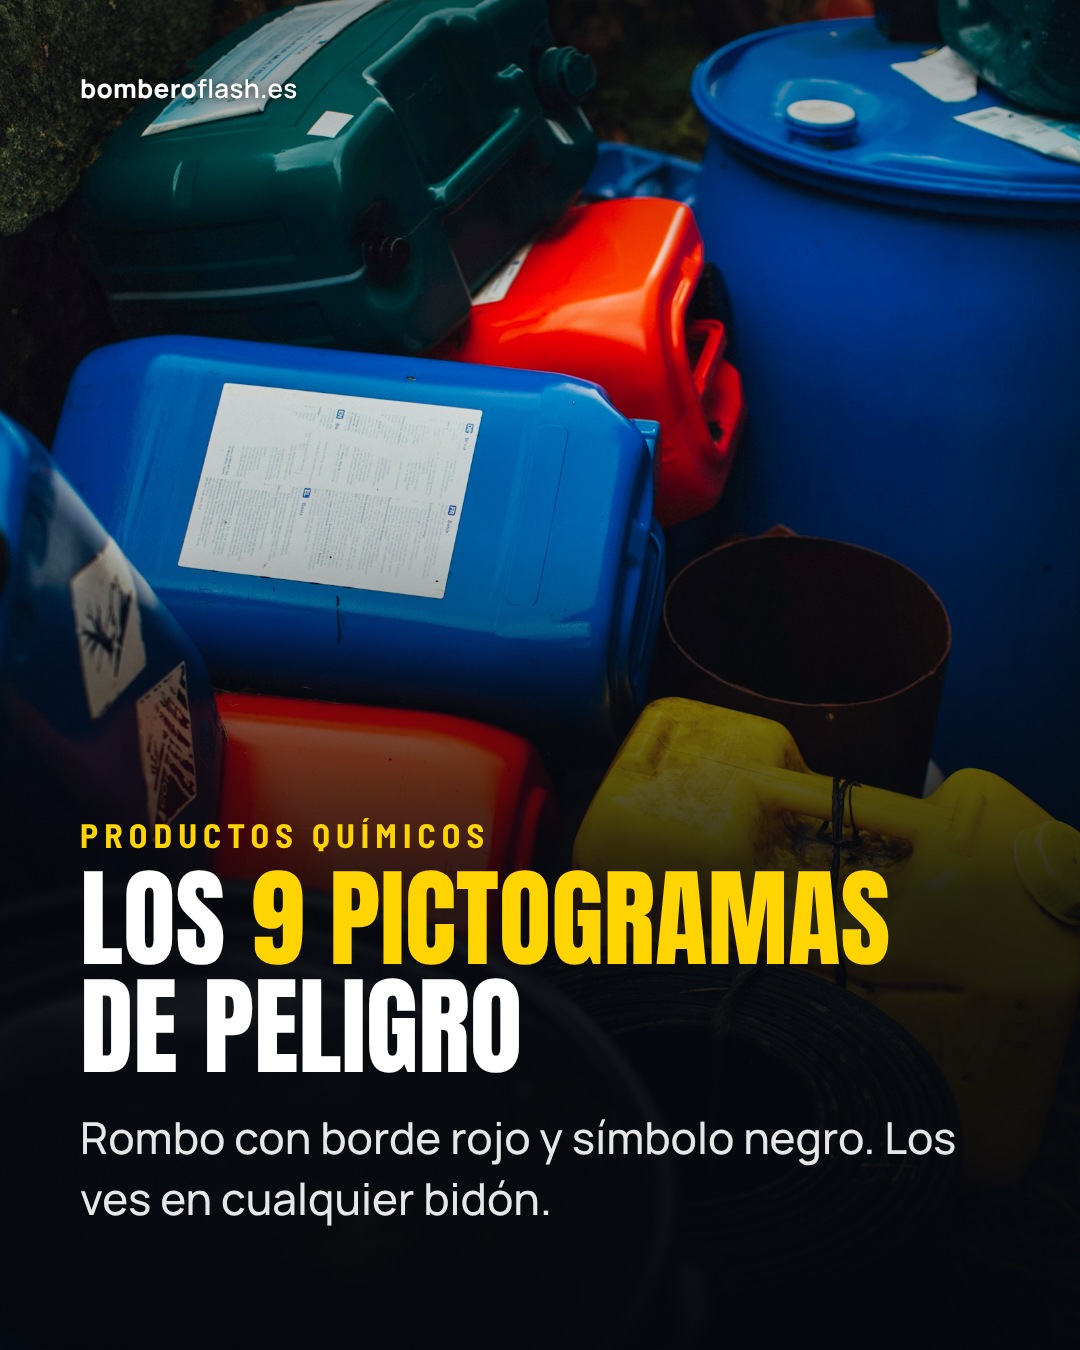 bomberoflash.es
PRODUCTOS QUÍMICOS
LOS 9 PICTOGRAMAS
DE PELIGRO
Rombo con borde rojo y símbolo negro. Los
ves en cualquier bidón.